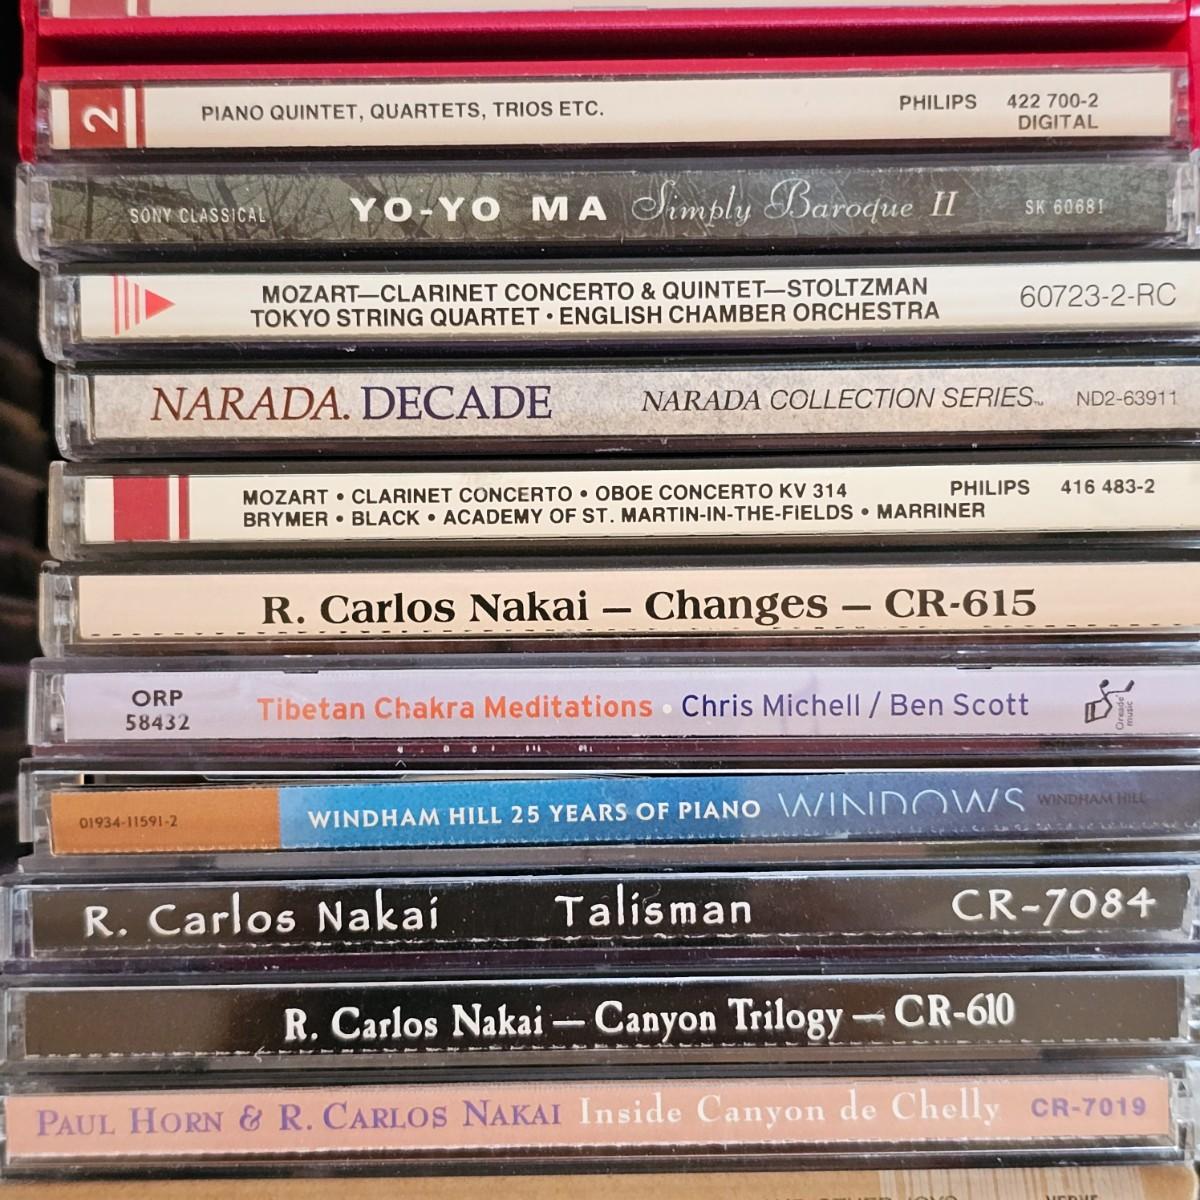 2 PIANO QUINTET, QUARTETS, TRIOS ETC. PHILIPS 422 700-2
DIGITAL
SONY CLASSICAL YO-YO MA Simply Baroque II SK 60681
MOZART—CLARINET CONCERTO & QUINTET—STOLTZMAN 60723-2-RC
TOKYO STRING QUARTET • ENGLISH CHAMBER ORCHESTRA
NARADA. DECADE NARADA COLLECTION SERIES™ ND2-63911
MOZART • CLARINET CONCERTO • OBOE CONCERTO KV 314 PHILIPS 416 483-2
BRYMER • BLACK • ACADEMY OF ST. MARTIN-IN-THE-FIELDS • MARRINER
R. Carlos Nakai – Changes – CR-615
ORP
58432
Tibetan Chakra Meditations • Chris Michell / Ben Scott
Oreade music
01934-11591-2 WINDHAM HILL 25 YEARS OF PIANO WINDOWS WINDHAM HILL
R. Carlos Nakai Talisman CR-7084
R. Carlos Nakai — Canyon Trilogy — CR-610
PAUL HORN & R. CARLOS NAKAI Inside Canyon de Chelly CR-7019
VERVE